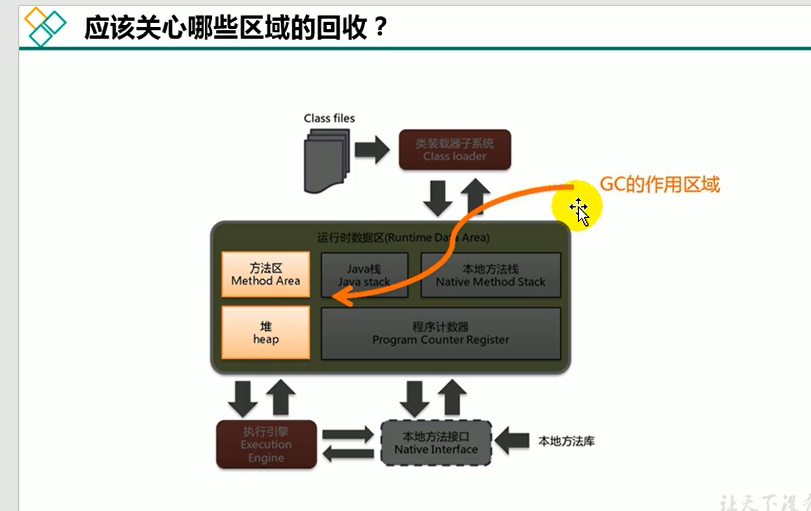 应该关心哪些区域的回收？
Class files
类装载器子系统
Class loader
GC的作用区域
运行时数据区(Runtime Data Area)
方法区
Method Area
Java栈
Java stack
本地方法栈
Native Method Stack
堆
heap
程序计数器
Program Counter Register
执行引擎
Execution
Engine
本地方法接口
Native Interface
本地方法库
让天下没